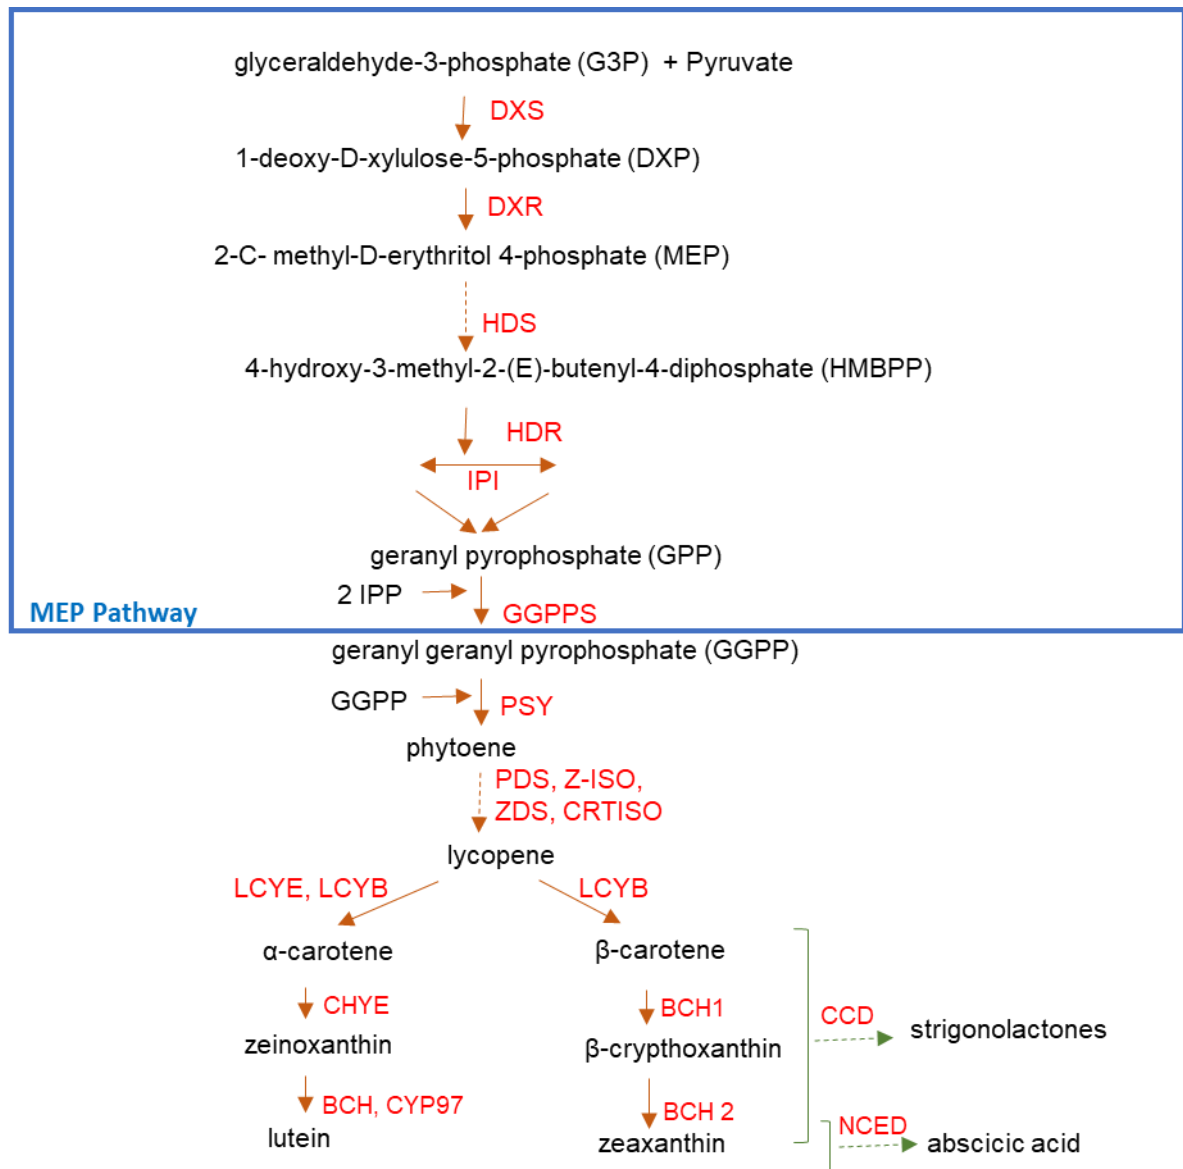 glyceraldehyde-3-phosphate (G3P) + Pyruvate
DXS
1-deoxy-D-xylulose-5-phosphate (DXP)
DXR
2-C- methyl-D-erythritol 4-phosphate (MEP)
HDS
4-hydroxy-3-methyl-2-(E)-butenyl-4-diphosphate (HMBPP)
HDR
IPI
geranyl pyrophosphate (GPP)
2 IPP
GGPPS
MEP Pathway
geranyl geranyl pyrophosphate (GGPP)
GGPP
PSY
phytoene
PDS, Z-ISO,
ZDS, CRTISO
lycopene
LCYE, LCYB
LCYB
α-carotene
β-carotene
CHYE
BCH1
CCD
strigonolactones
zeinoxanthin
β-crypthoxanthin
BCH, CYP97
BCH 2
NCED
lutein
zeaxanthin
abscicic acid